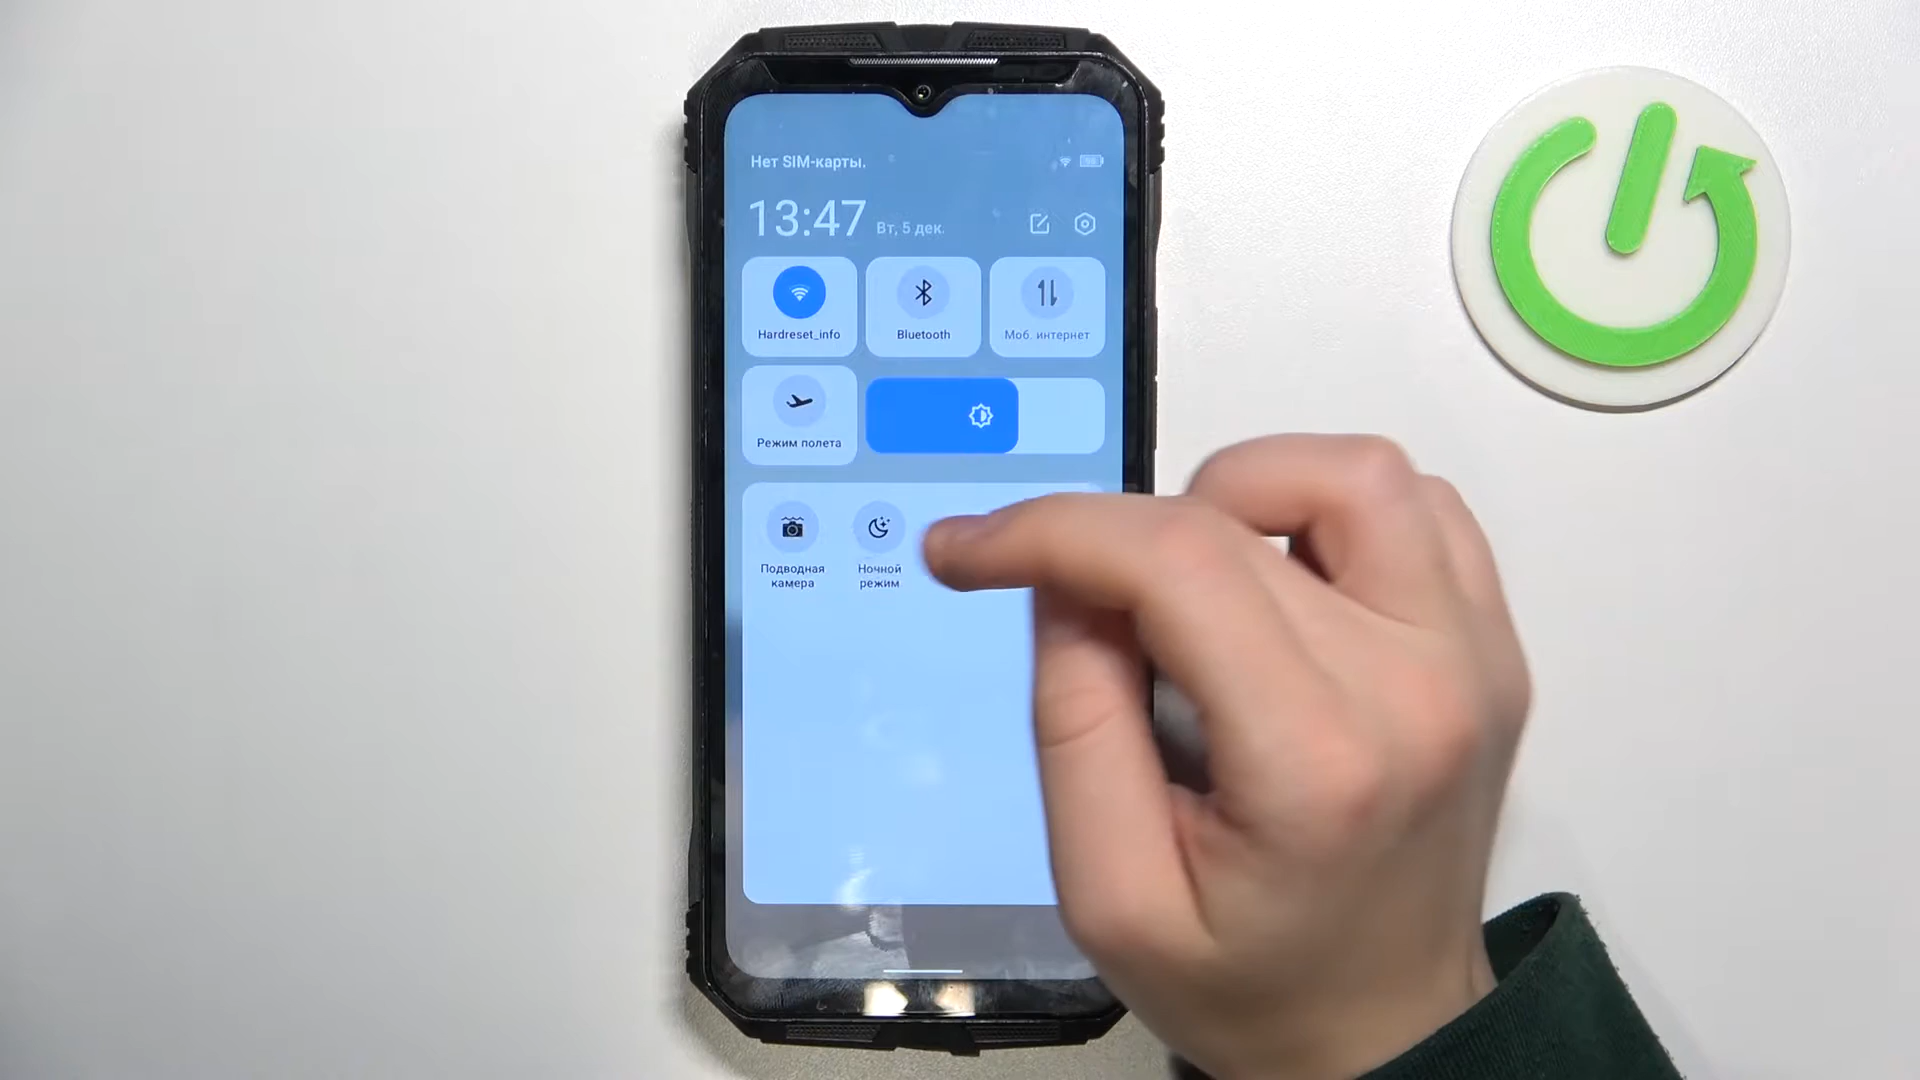 Нет SIM-карты.
13:47 Вт, 5 дек.
Hardreset_info
Bluetooth
Моб. интернет
Режим полета
Подводная
камера
Ночной
режим